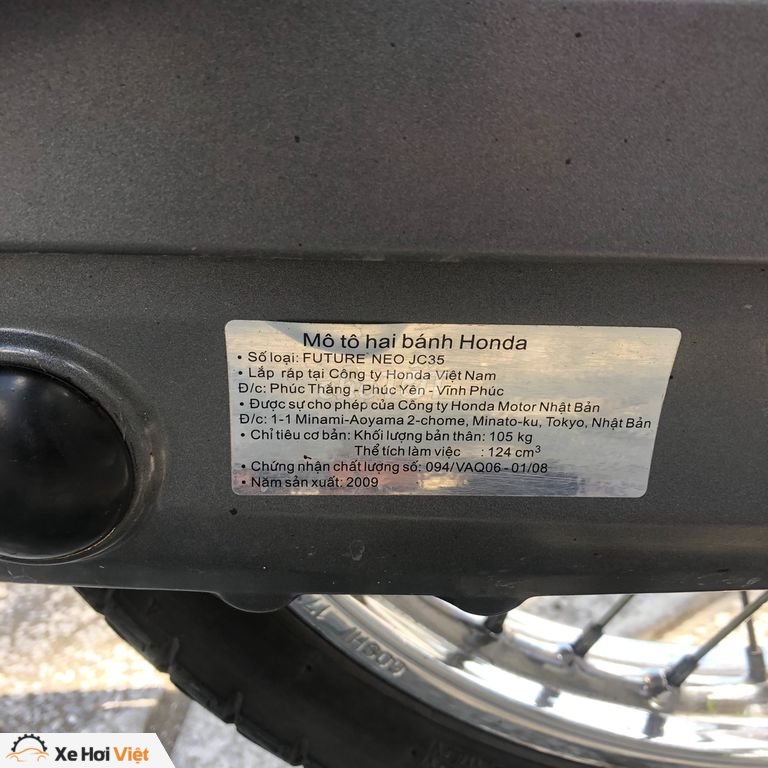 Mô tô hai bánh Honda
• Số loại: FUTURE NEO JC35
• Lắp ráp tại Công ty Honda Việt Nam
Đ/c: Phúc Thắng - Phúc Yên - Vĩnh Phúc
• Được sự cho phép của Công ty Honda Motor Nhật Bản
Đ/c: 1-1 Minami-Aoyama 2-chome, Minato-ku, Tokyo, Nhật Bản
• Chỉ tiêu cơ bản: Khối lượng bản thân: 105 kg
Thể tích làm việc : 124 cm³
• Chứng nhận chất lượng số: 094/VAQ06 - 01/08
• Năm sản xuất: 2009
GOSHI 17
Xe Hơi Việt